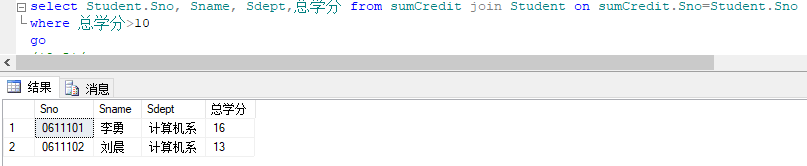 select Student.Sno, Sname, Sdept,总学分 from sumCredit join Student on sumCredit.Sno=Student.Sno
where 总学分>10
go
结果 消息
Sno Sname Sdept 总学分
1 0611101 李勇 计算机系 16
2 0611102 刘晨 计算机系 13